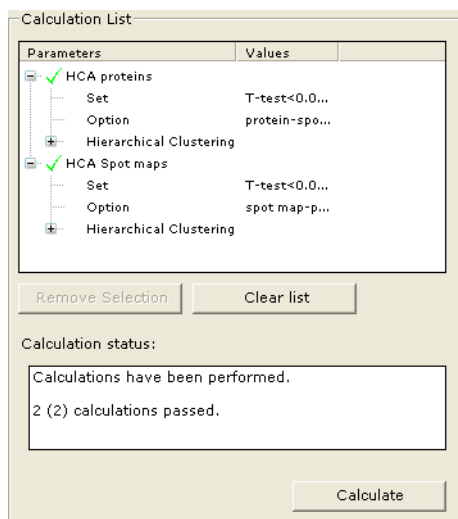 Calculation List
Parameters Values
HCA proteins
Set T-test<0.0...
Option protein-spo...
Hierarchical Clustering
HCA Spot maps
Set T-test<0.0...
Option spot map-p...
Hierarchical Clustering
Remove Selection Clear list
Calculation status:
Calculations have been performed.
2 (2) calculations passed.
Calculate